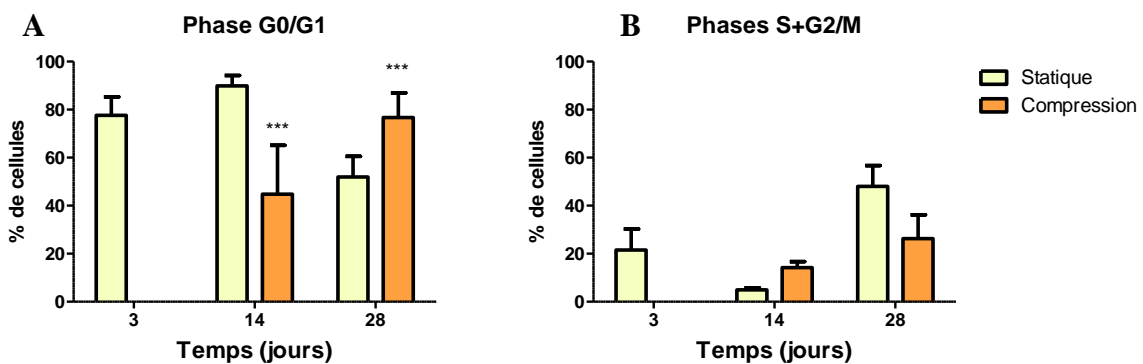 A
Phase G0/G1
% de cellules
100
80
60
40
20
0
***
***
3
14
28
Temps (jours)
B
Phases S+G2/M
% de cellules
100
80
60
40
20
0
3
14
28
Temps (jours)
Statique
Compression